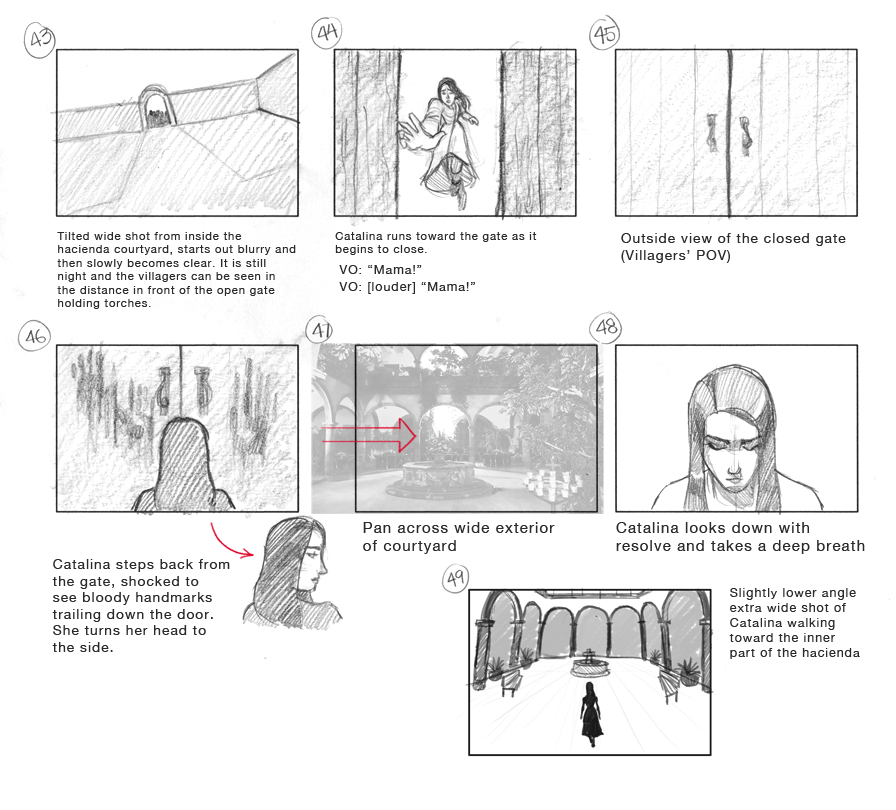 43
44
45
Tilted wide shot from inside the
hacienda courtyard, starts out blurry and
then slowly becomes clear. It is still
night and the villagers can be seen in
the distance in front of the open gate
holding torches.
Catalina runs toward the gate as it
begins to close.
VO: “Mama!”
VO: [louder] “Mama!”
Outside view of the closed gate
(Villagers’ POV)
46
47
48
Catalina steps back from
the gate, shocked to
see bloody handmarks
trailing down the door.
She turns her head to
the side.
Pan across wide exterior
of courtyard
Catalina looks down with
resolve and takes a deep breath
49
Slightly lower angle
extra wide shot of
Catalina walking
toward the inner
part of the hacienda